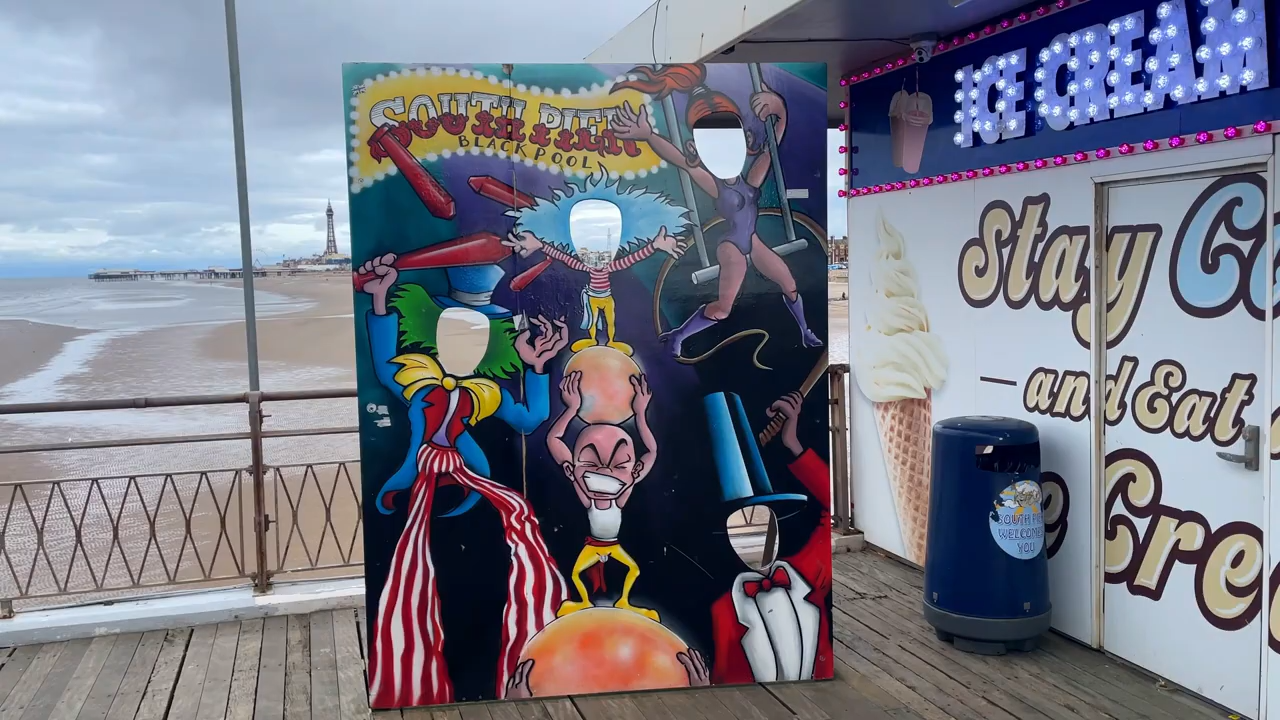 SOUTH PIER
BLACKPOOL
ICE CREAM
Stay
and Eat
Cre
SOUTH PIER
WELCOMES
YOU